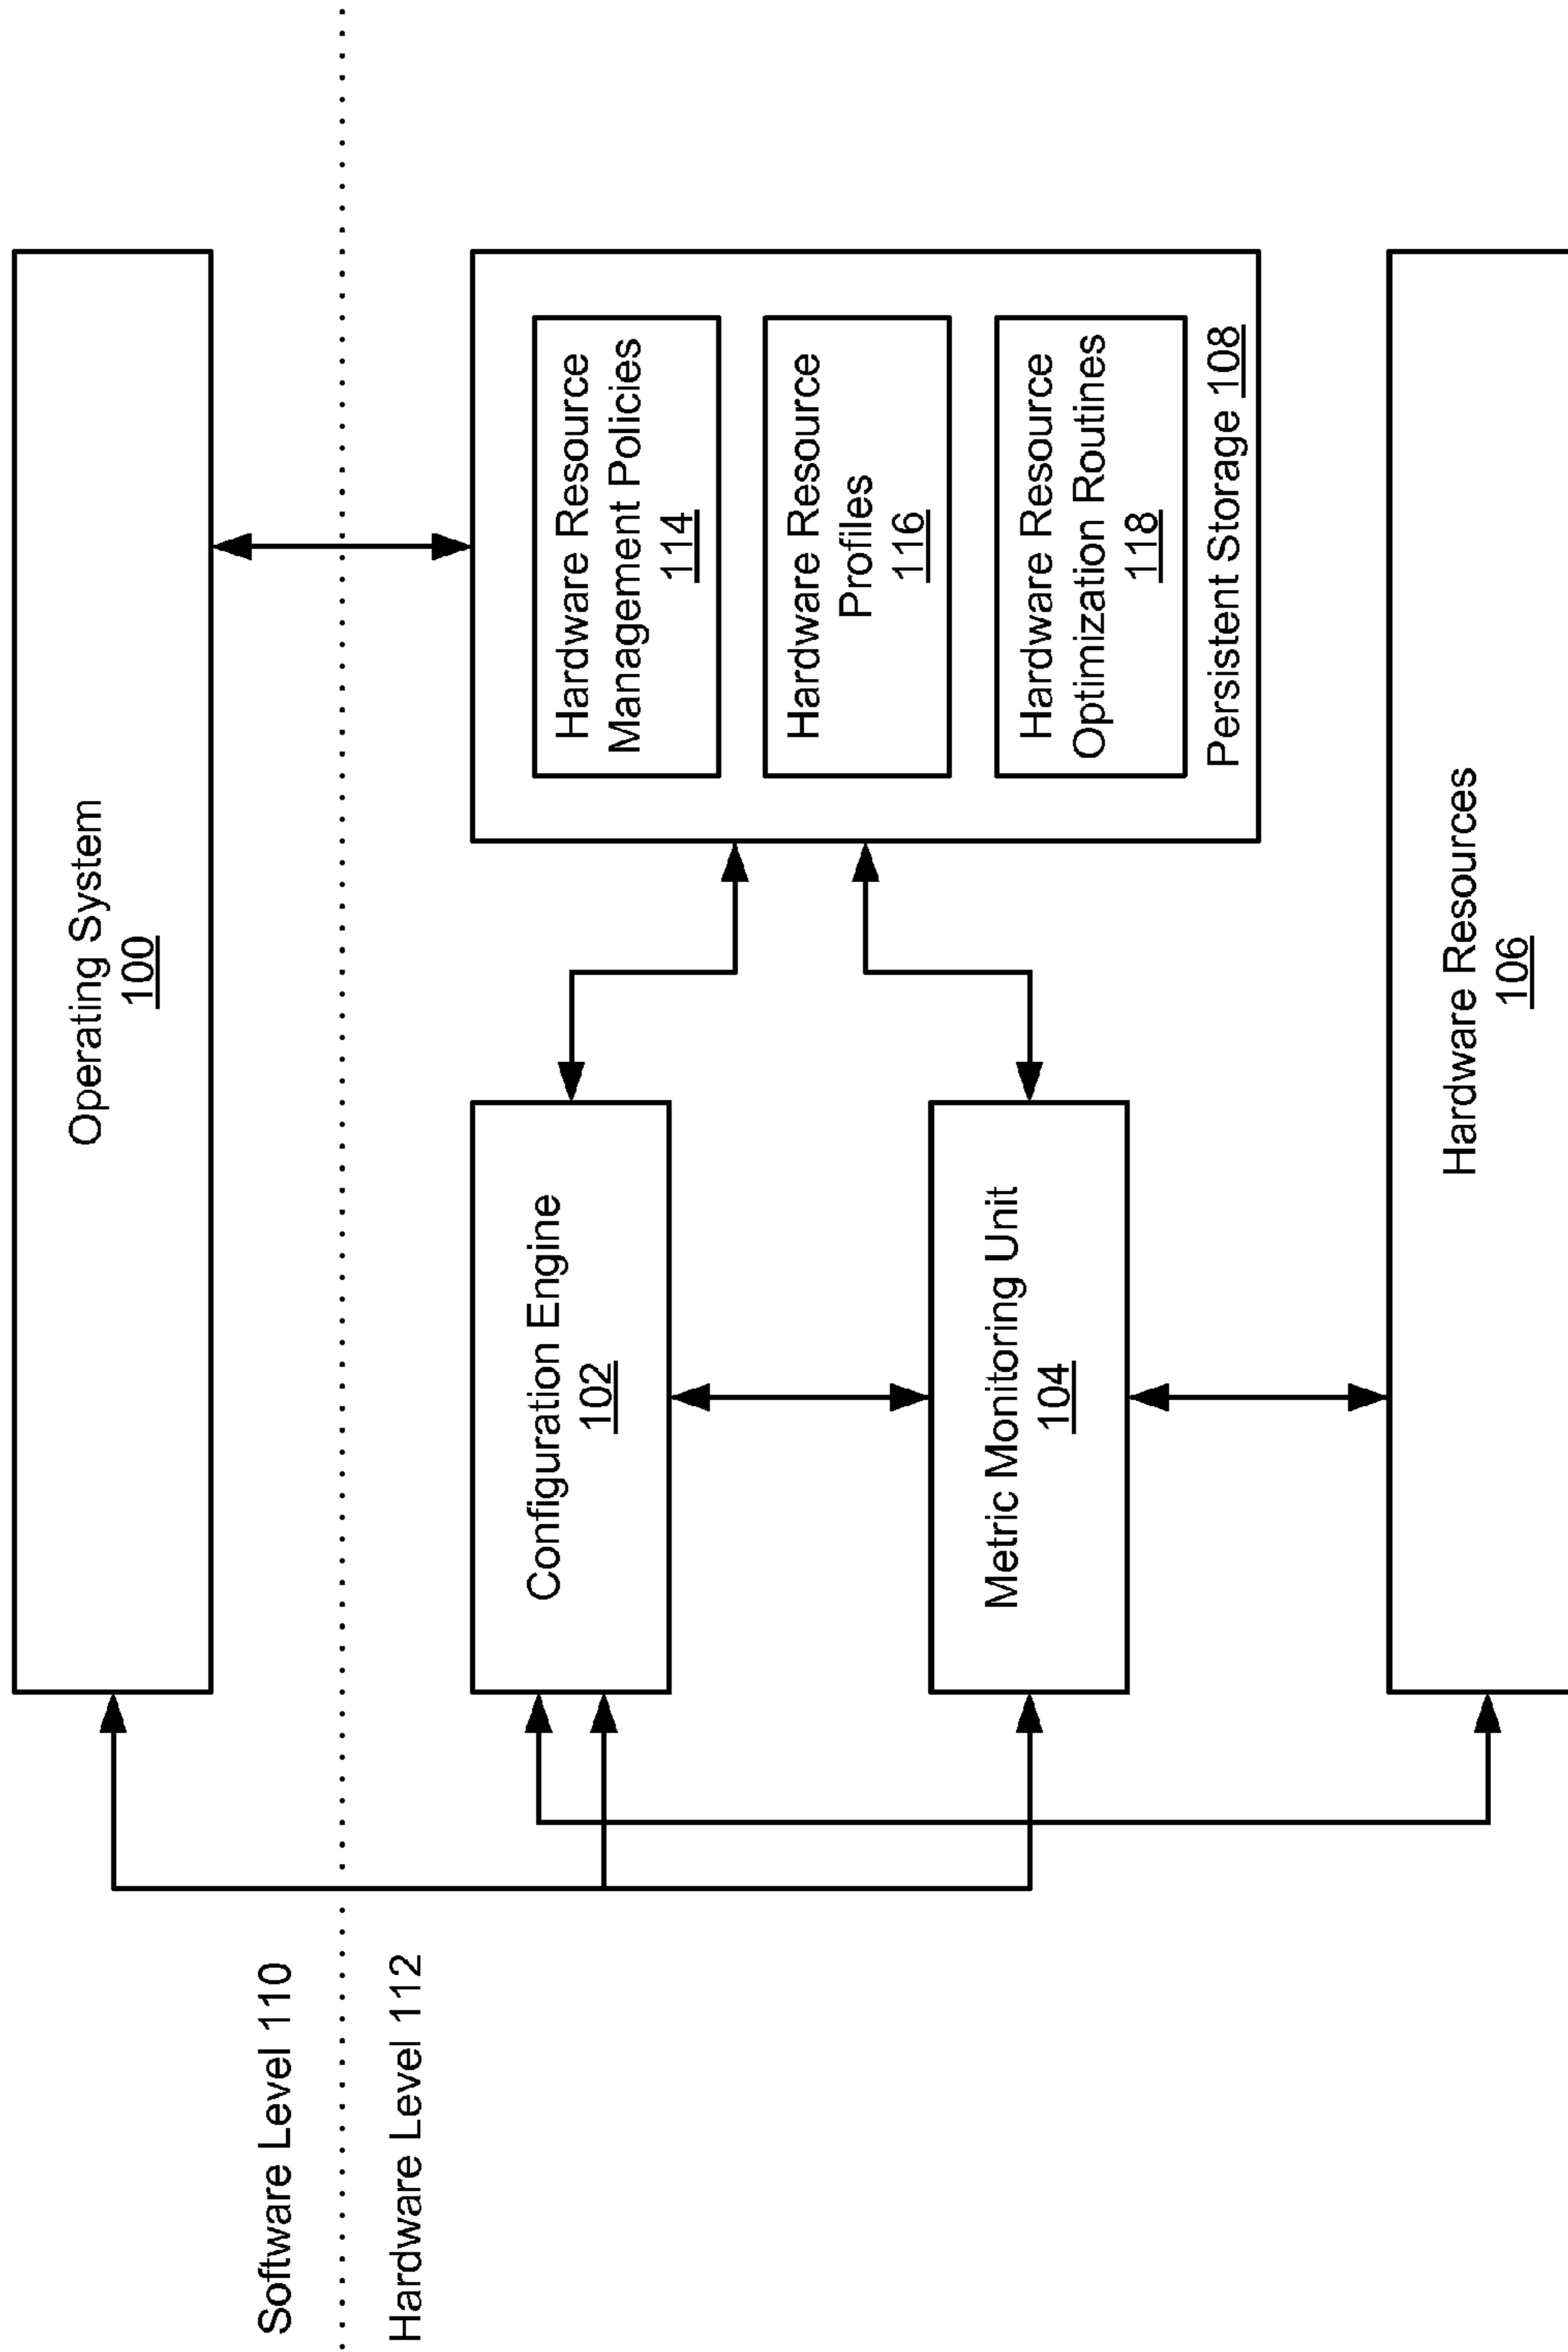 Operating System
100
Software Level 110
Hardware Level 112
Configuration Engine
102
Metric Monitoring Unit
104
Hardware Resource
Management Policies
114
Hardware Resource
Profiles
116
Hardware Resource
Optimization Routines
118
Persistent Storage 108
Hardware Resources
106